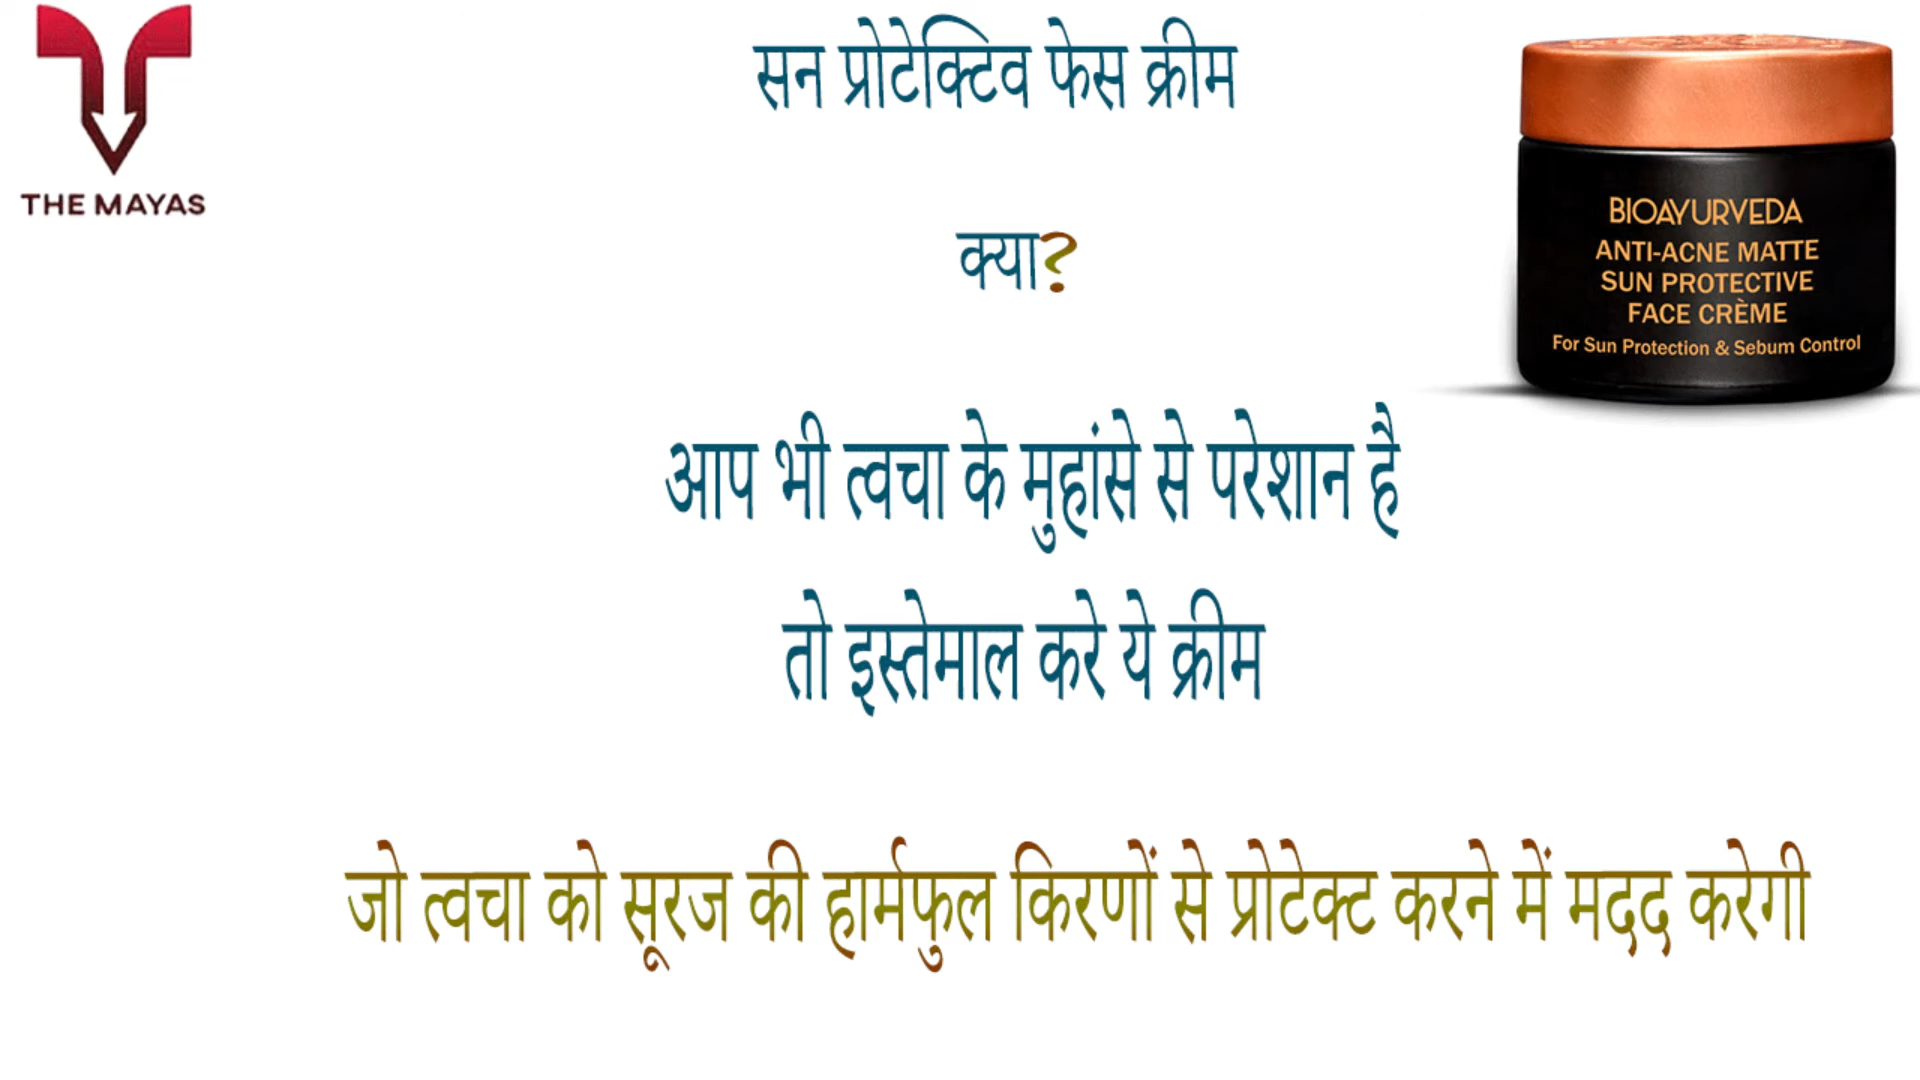 THE MAYAS
सन प्रोटेक्टिव फेस क्रीम
क्या?
BIOAYURVEDA
ANTI-ACNE MATTE
SUN PROTECTIVE
FACE CRÈME
For Sun Protection & Sebum Control
आप भी त्वचा के मुहांसे से परेशान है
तो इस्तेमाल करे ये क्रीम
जो त्वचा को सूरज की हार्मफुल किरणों से प्रोटेक्ट करने में मदद करेगी